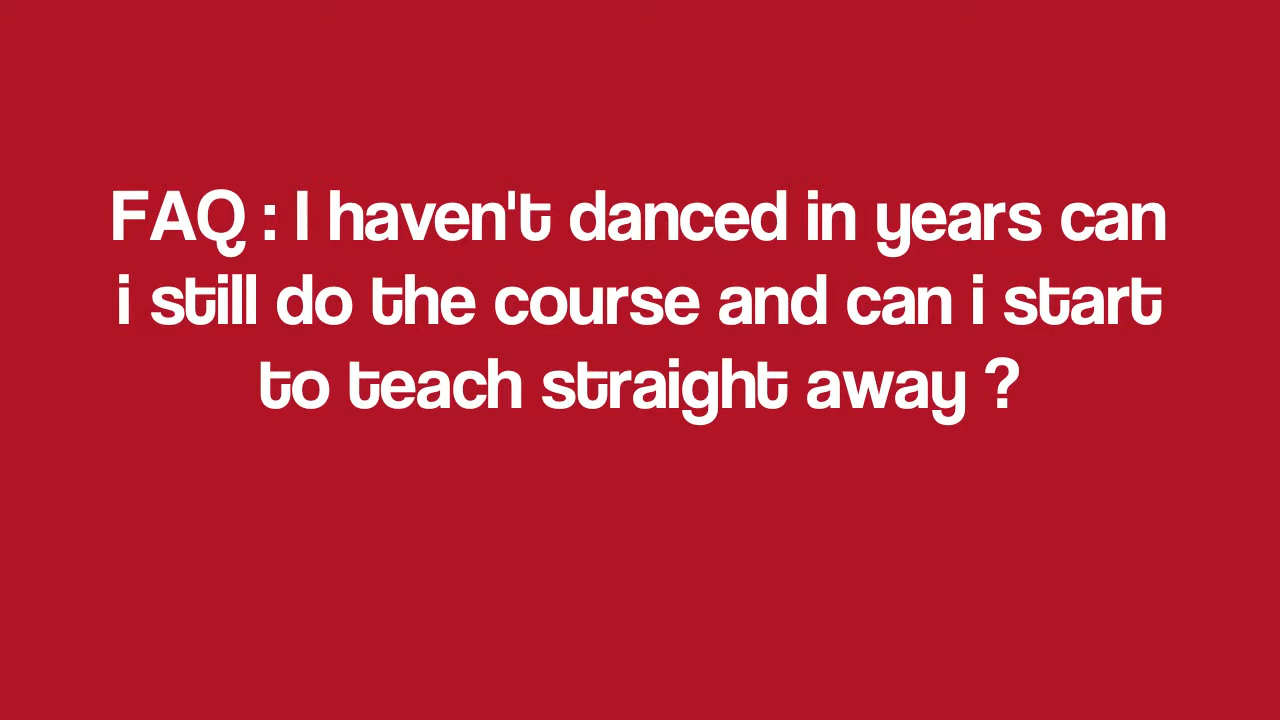 FAQ : I haven't danced in years can
i still do the course and can i start
to teach straight away ?